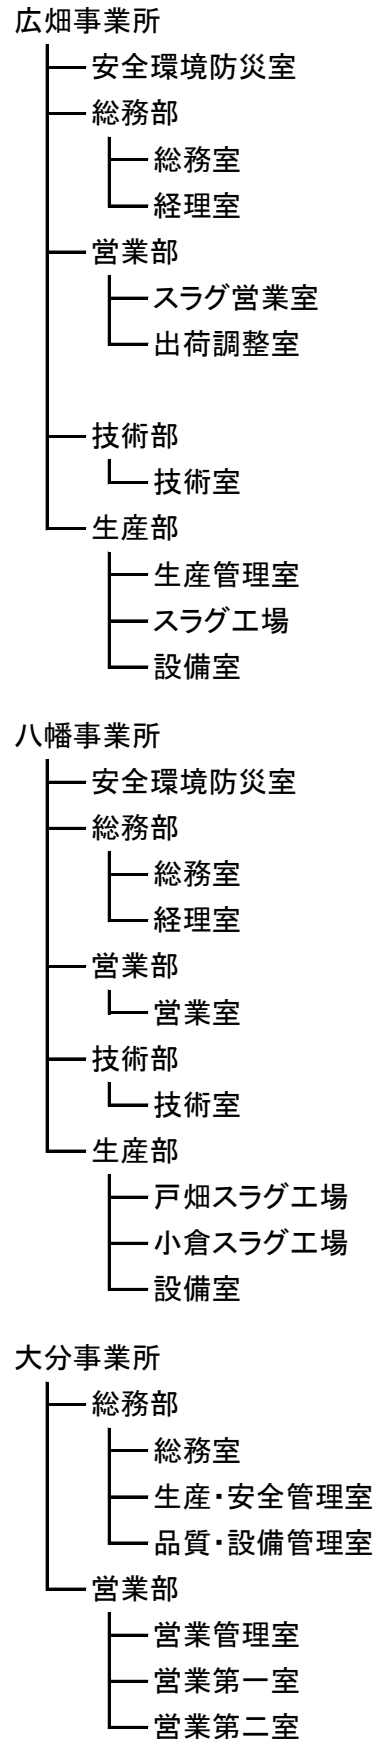 広畑事業所
安全環境防災室
総務部
総務室
経理室
営業部
スラグ営業室
出荷調整室
技術部
技術室
生産部
生産管理室
スラグ工場
設備室
八幡事業所
安全環境防災室
総務部
総務室
経理室
営業部
営業室
技術部
技術室
生産部
戸畑スラグ工場
小倉スラグ工場
設備室
大分事業所
総務部
総務室
生産・安全管理室
品質・設備管理室
営業部
営業管理室
営業第一室
営業第二室